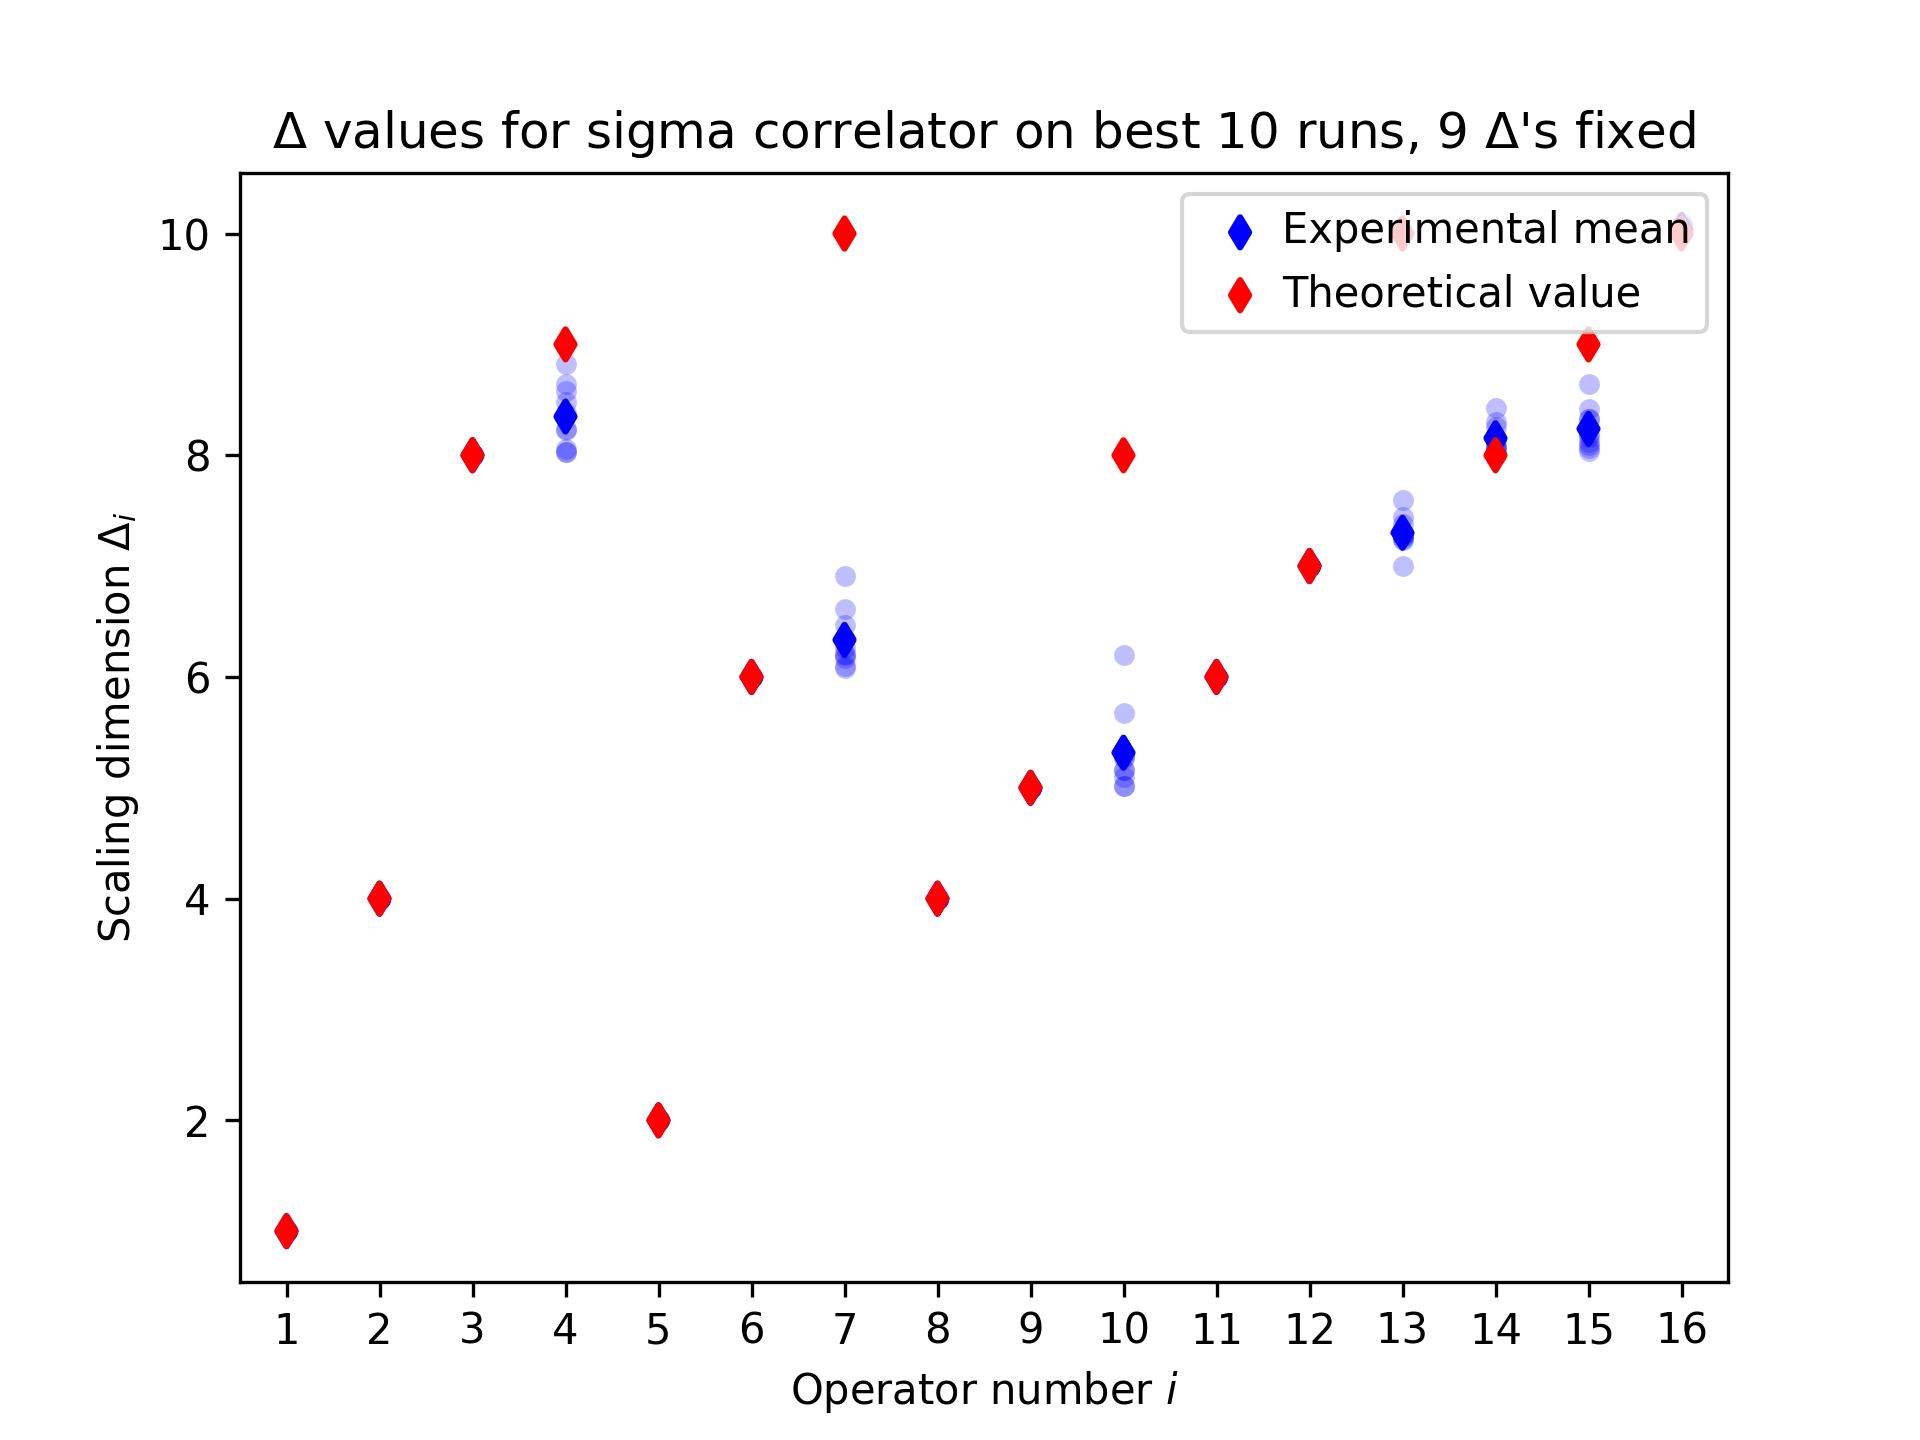 Δ values for sigma correlator on best 10 runs, 9 Δ's fixed
Experimental mean
Theoretical value
10
8
6
4
2
Scaling dimension Δi
1 2 3 4 5 6 7 8 9 10 11 12 13 14 15 16
Operator number i